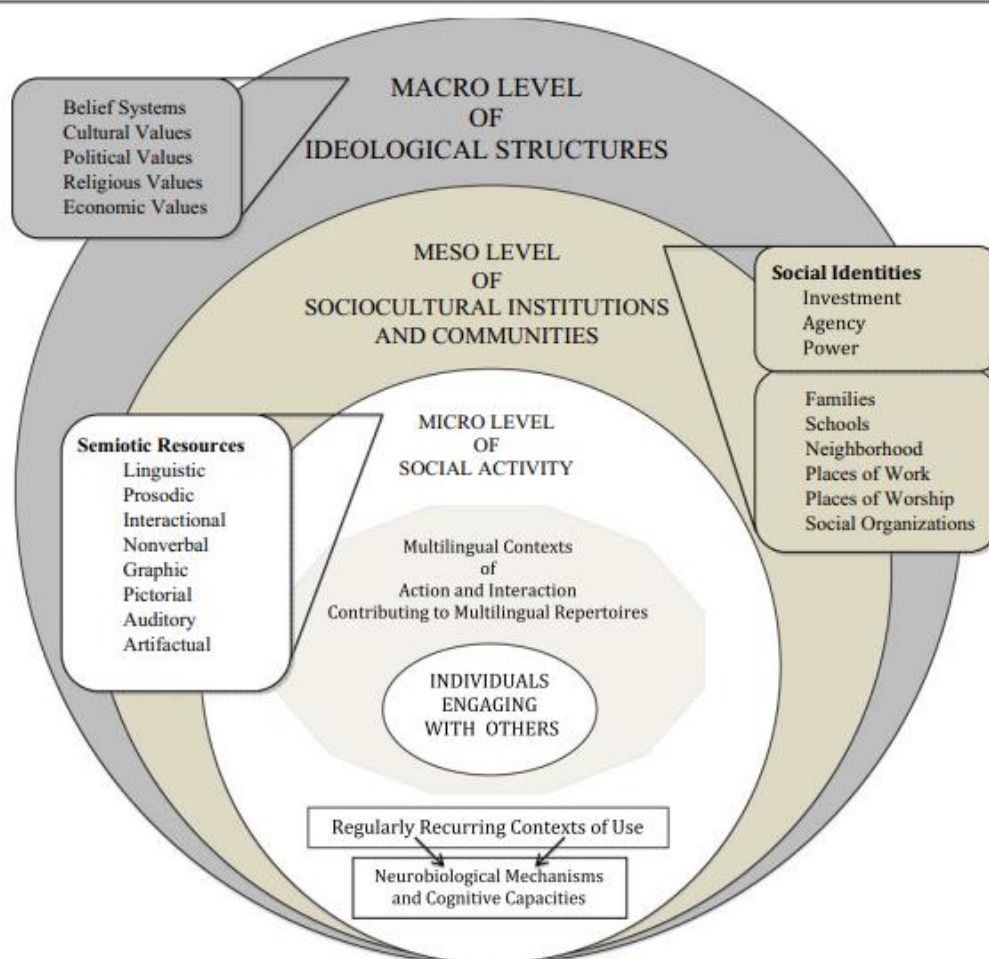 MACRO LEVEL
OF
IDEOLOGICAL STRUCTURES
Belief Systems
Cultural Values
Political Values
Religious Values
Economic Values
MESO LEVEL
OF
SOCIOCULTURAL INSTITUTIONS
AND COMMUNITIES
Social Identities
Investment
Agency
Power
Families
Schools
Neighborhood
Places of Work
Places of Worship
Social Organizations
MICRO LEVEL
OF
SOCIAL ACTIVITY
Semiotic Resources
Linguistic
Prosodic
Interactional
Nonverbal
Graphic
Pictorial
Auditory
Artifactual
Multilingual Contexts
of
Action and Interaction
Contributing to Multilingual Repertoires
INDIVIDUALS
ENGAGING
WITH OTHERS
Regularly Recurring Contexts of Use
Neurobiological Mechanisms
and Cognitive Capacities